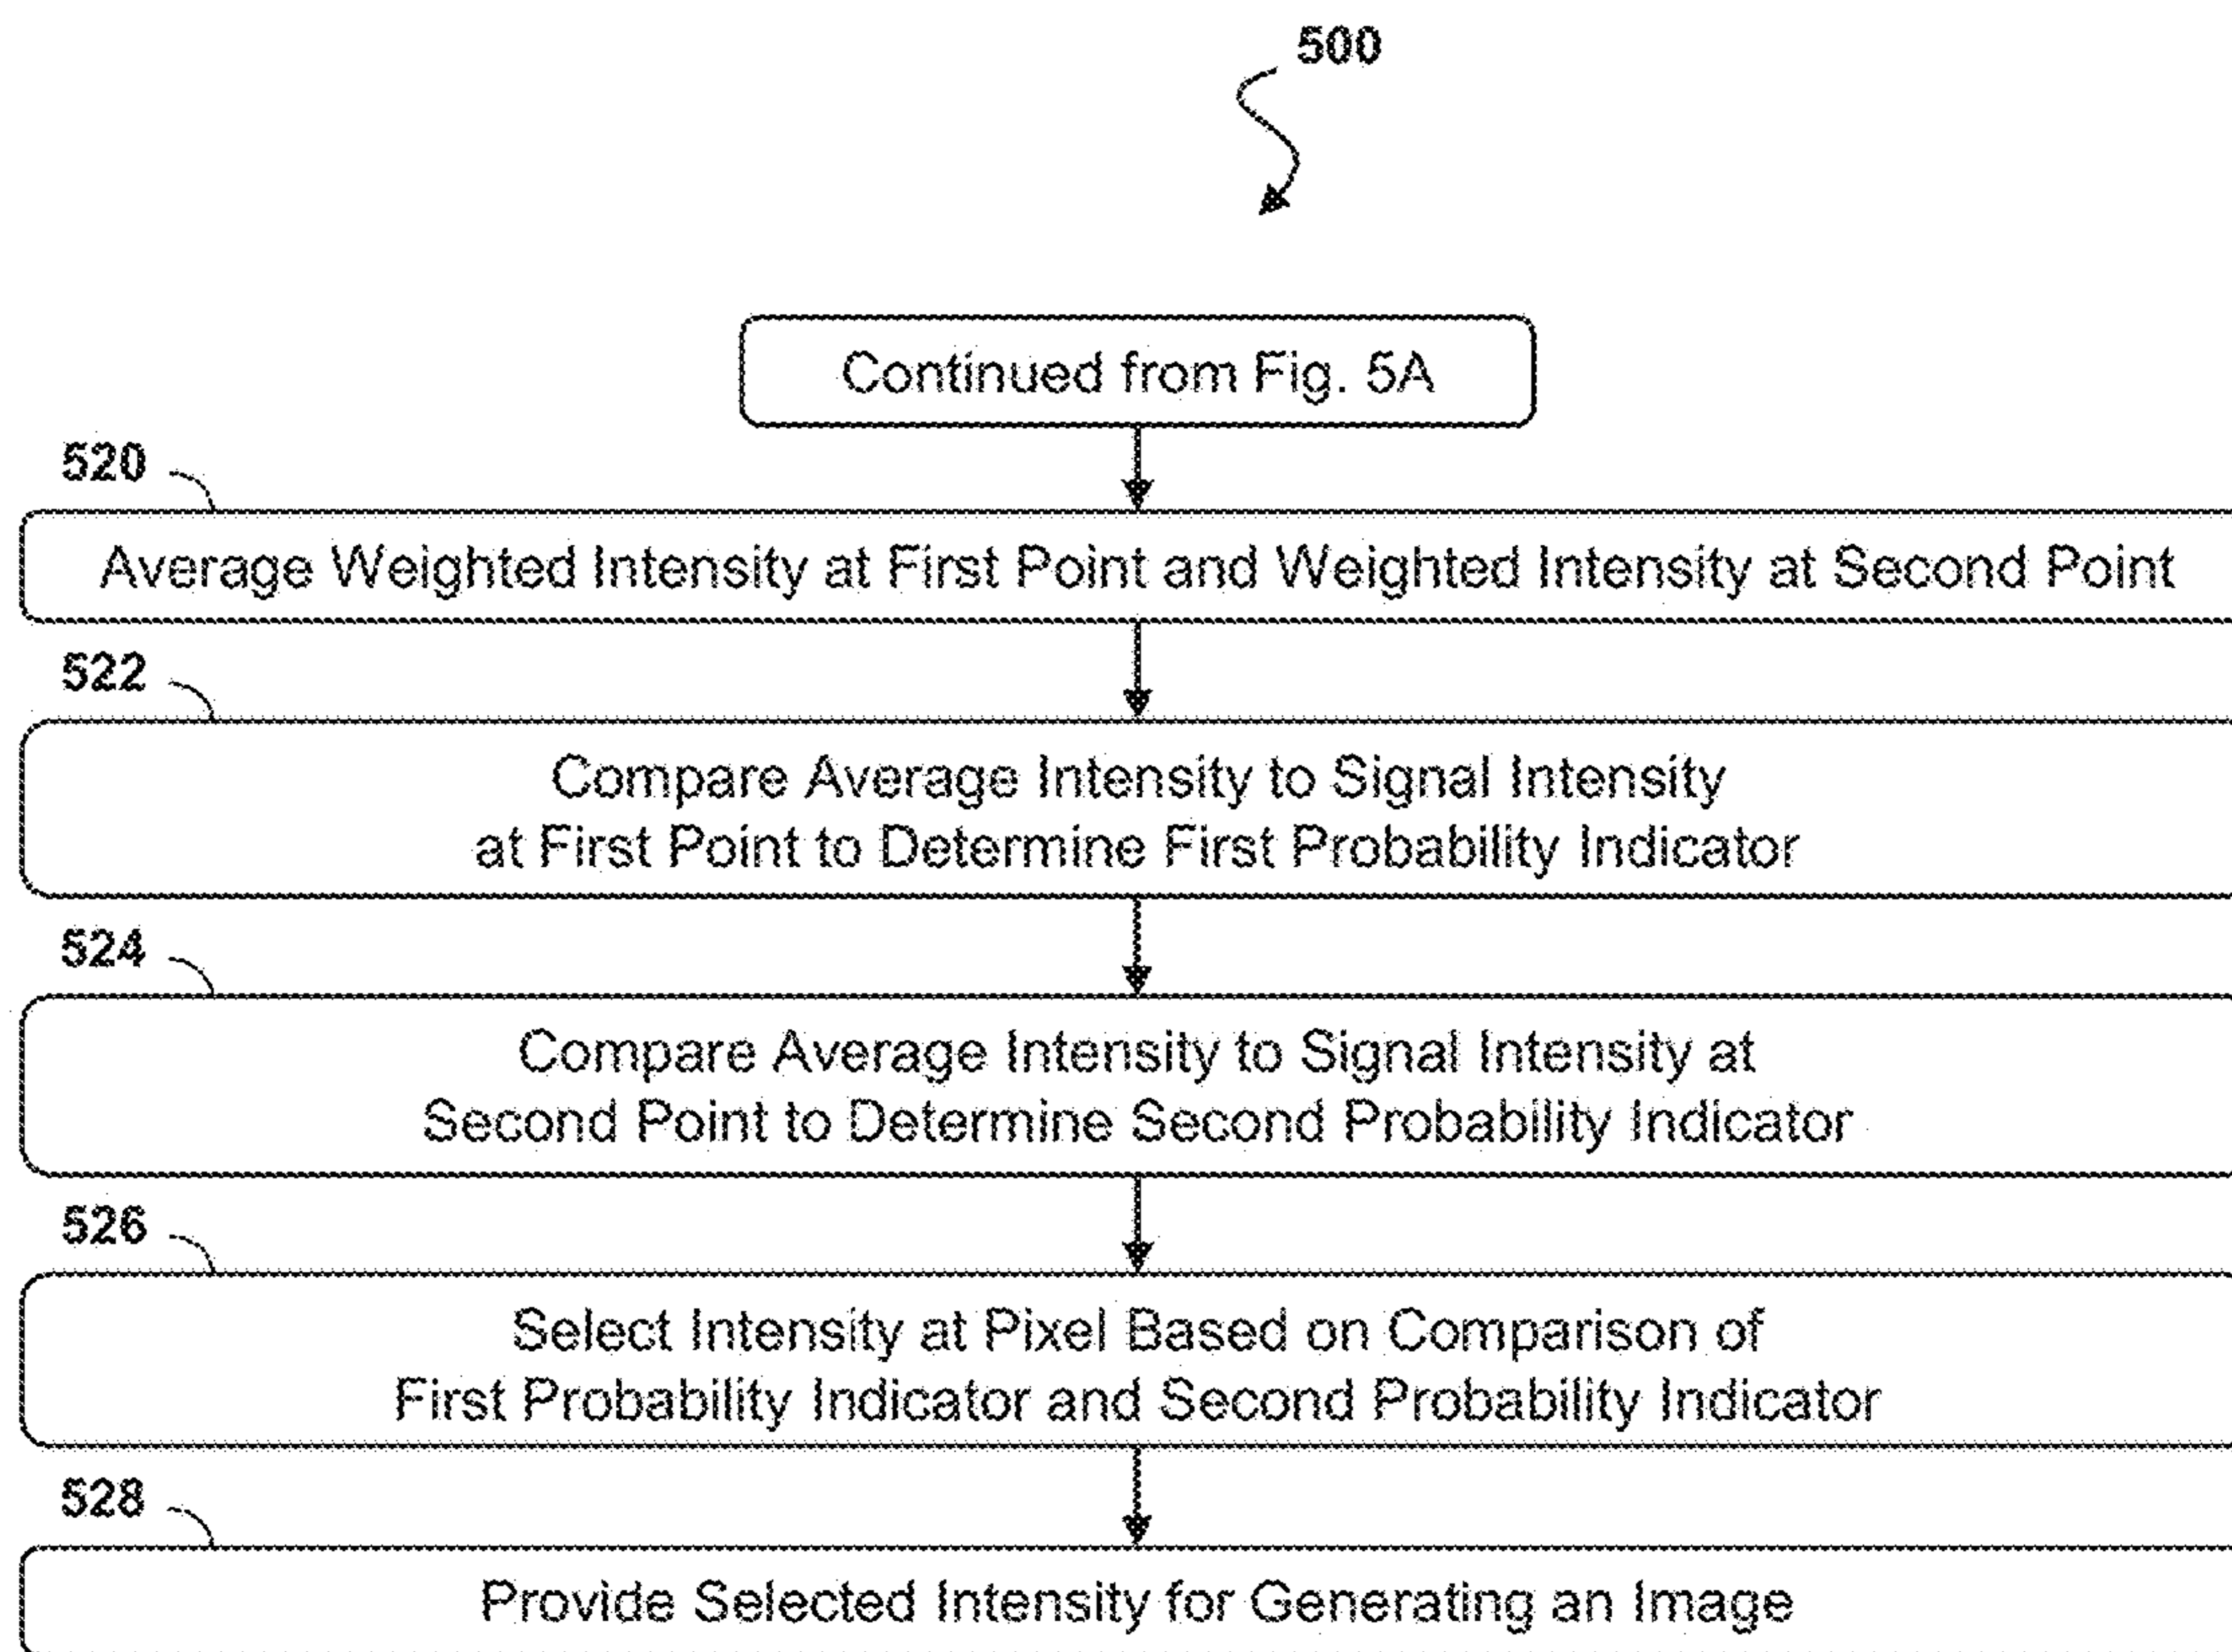 500
Continued from Fig. 5A
520
Average Weighted Intensity at First Point and Weighted Intensity at Second Point
522
Compare Average Intensity to Signal Intensity
at First Point to Determine First Probability Indicator
524
Compare Average Intensity to Signal Intensity at
Second Point to Determine Second Probability Indicator
526
Select Intensity at Pixel Based on Comparison of
First Probability Indicator and Second Probability Indicator
528
Provide Selected Intensity for Generating an Image